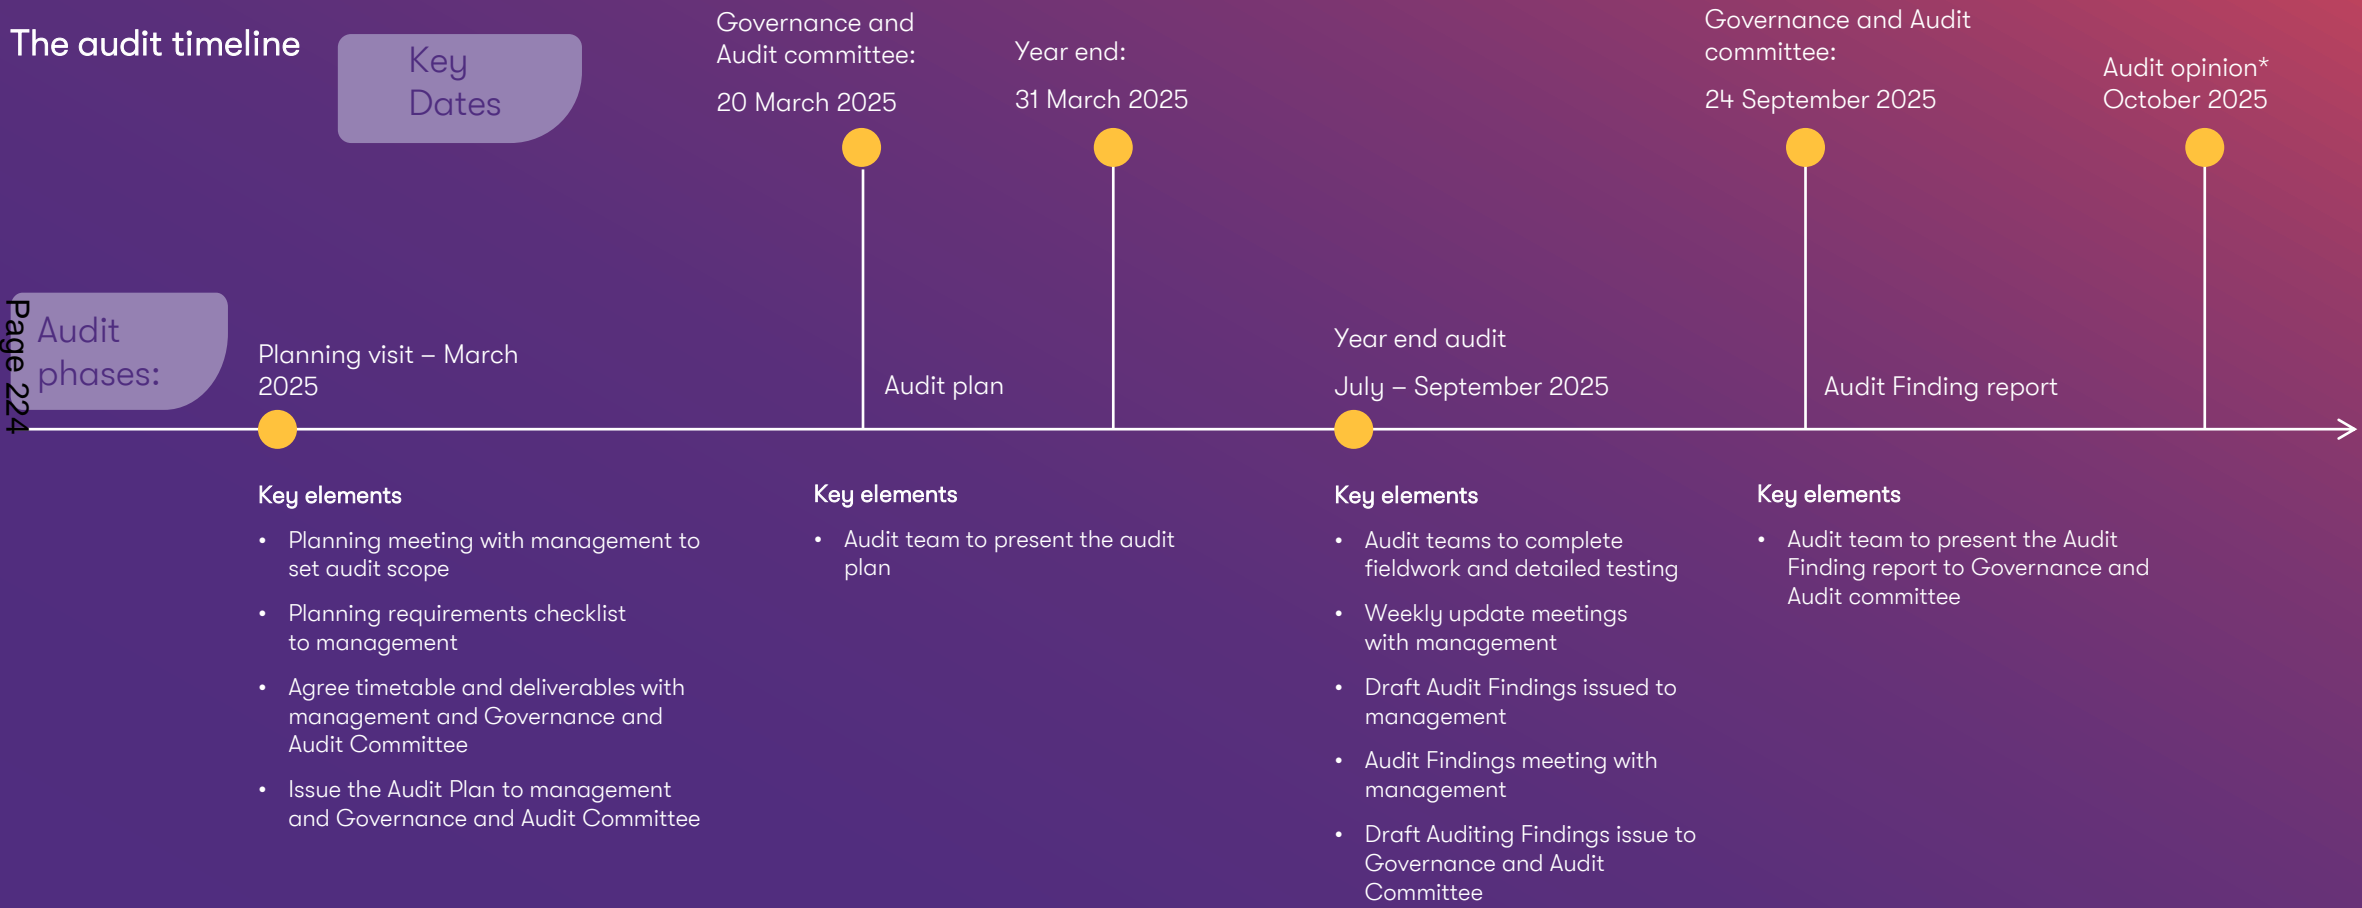 The audit timeline
Key
Dates
Governance and
Audit committee:
20 March 2025
Year end:
31 March 2025
Governance and Audit
committee:
24 September 2025
Audit opinion*
October 2025
Page 224
Audit
phases:
Planning visit – March
2025
Audit plan
Year end audit
July – September 2025
Audit Finding report
Key elements
• Planning meeting with management to
set audit scope
• Planning requirements checklist
to management
• Agree timetable and deliverables with
management and Governance and
Audit Committee
• Issue the Audit Plan to management
and Governance and Audit Committee
Key elements
• Audit team to present the audit
plan
Key elements
• Audit teams to complete
fieldwork and detailed testing
• Weekly update meetings
with management
• Draft Audit Findings issued to
management
• Audit Findings meeting with
management
• Draft Auditing Findings issue to
Governance and Audit
Committee
Key elements
• Audit team to present the Audit
Finding report to Governance and
Audit committee